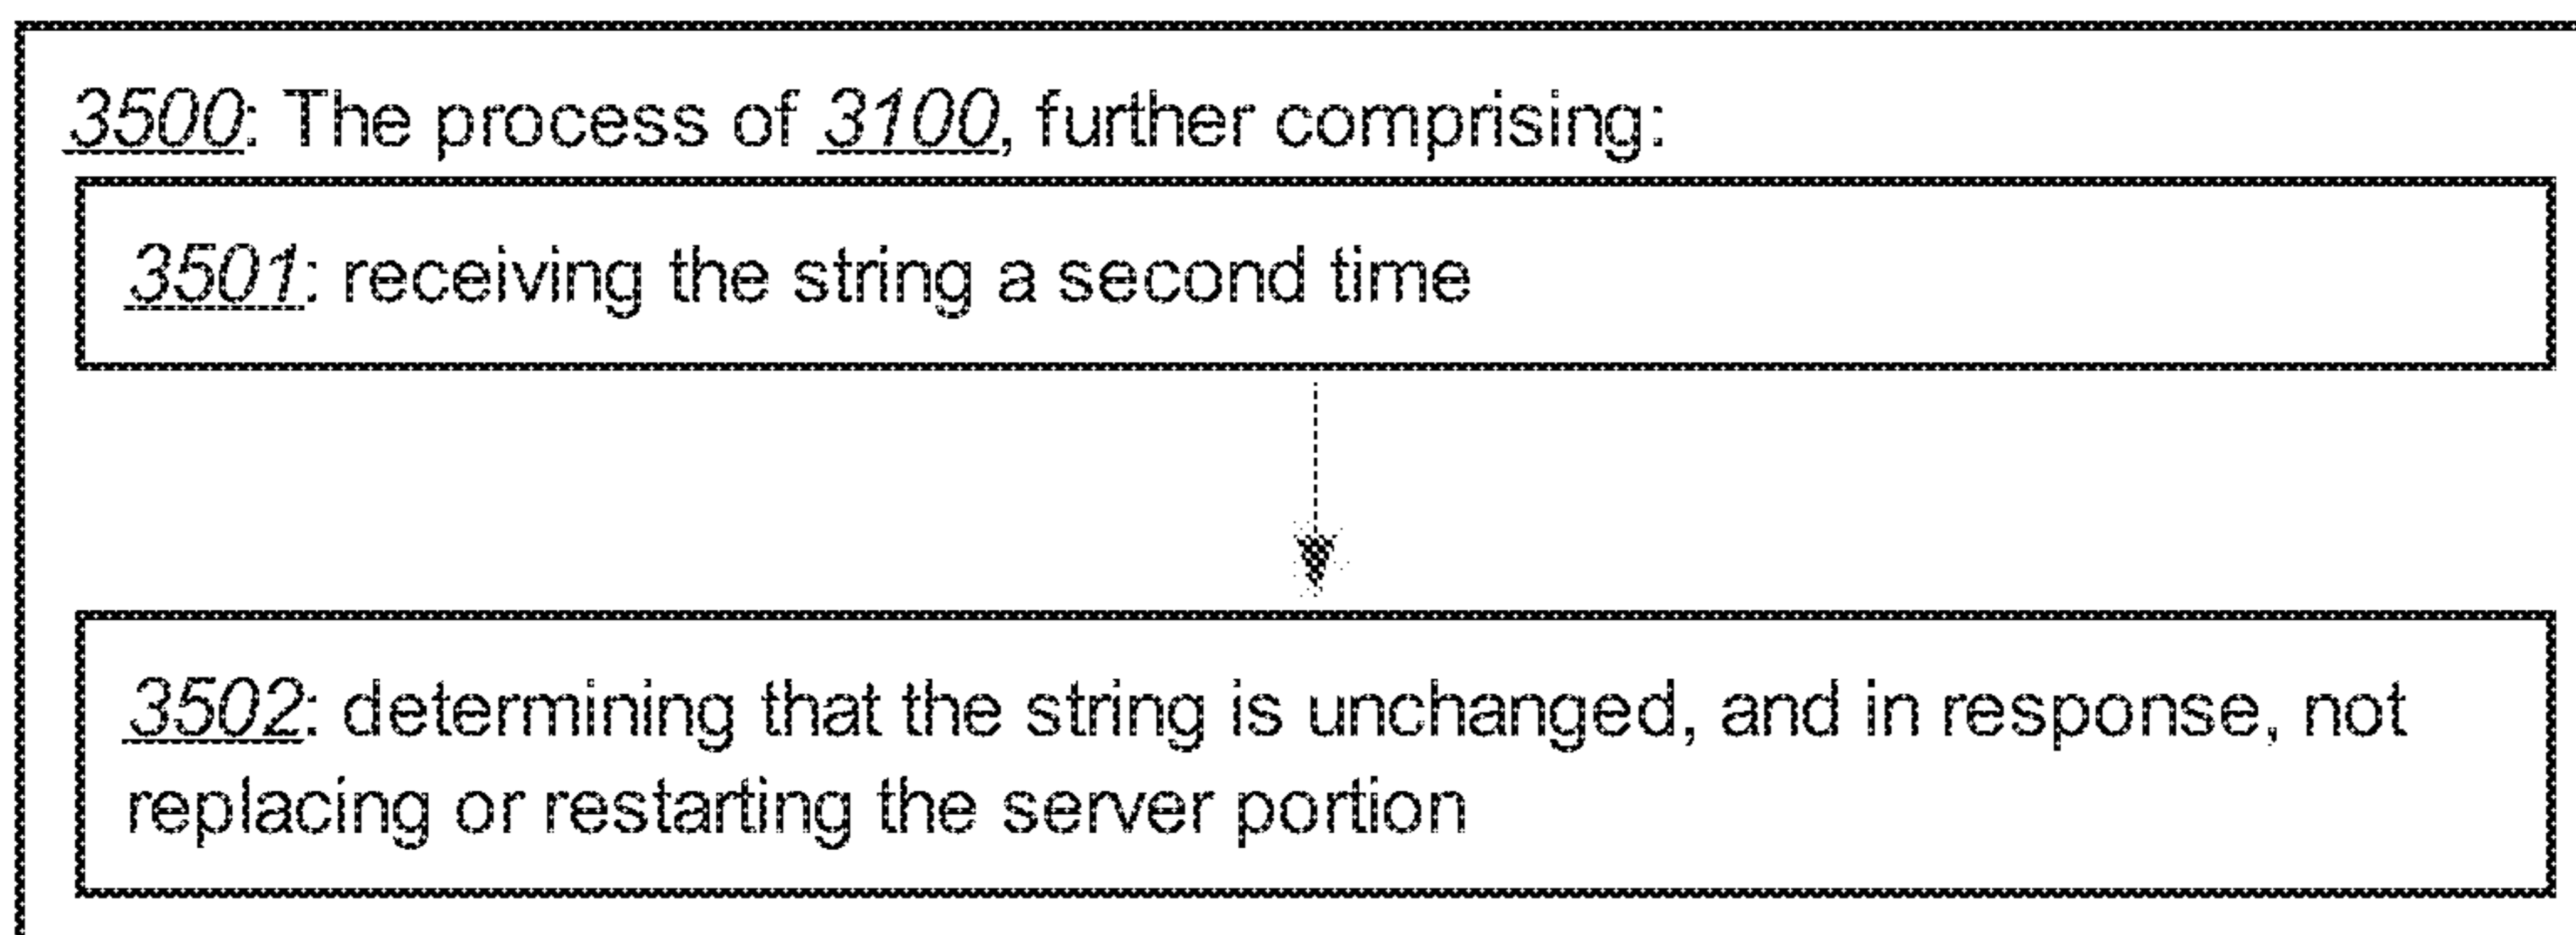 3500: The process of 3100, further comprising:
3501: receiving the string a second time
3502: determining that the string is unchanged, and in response, not
replacing or restarting the server portion